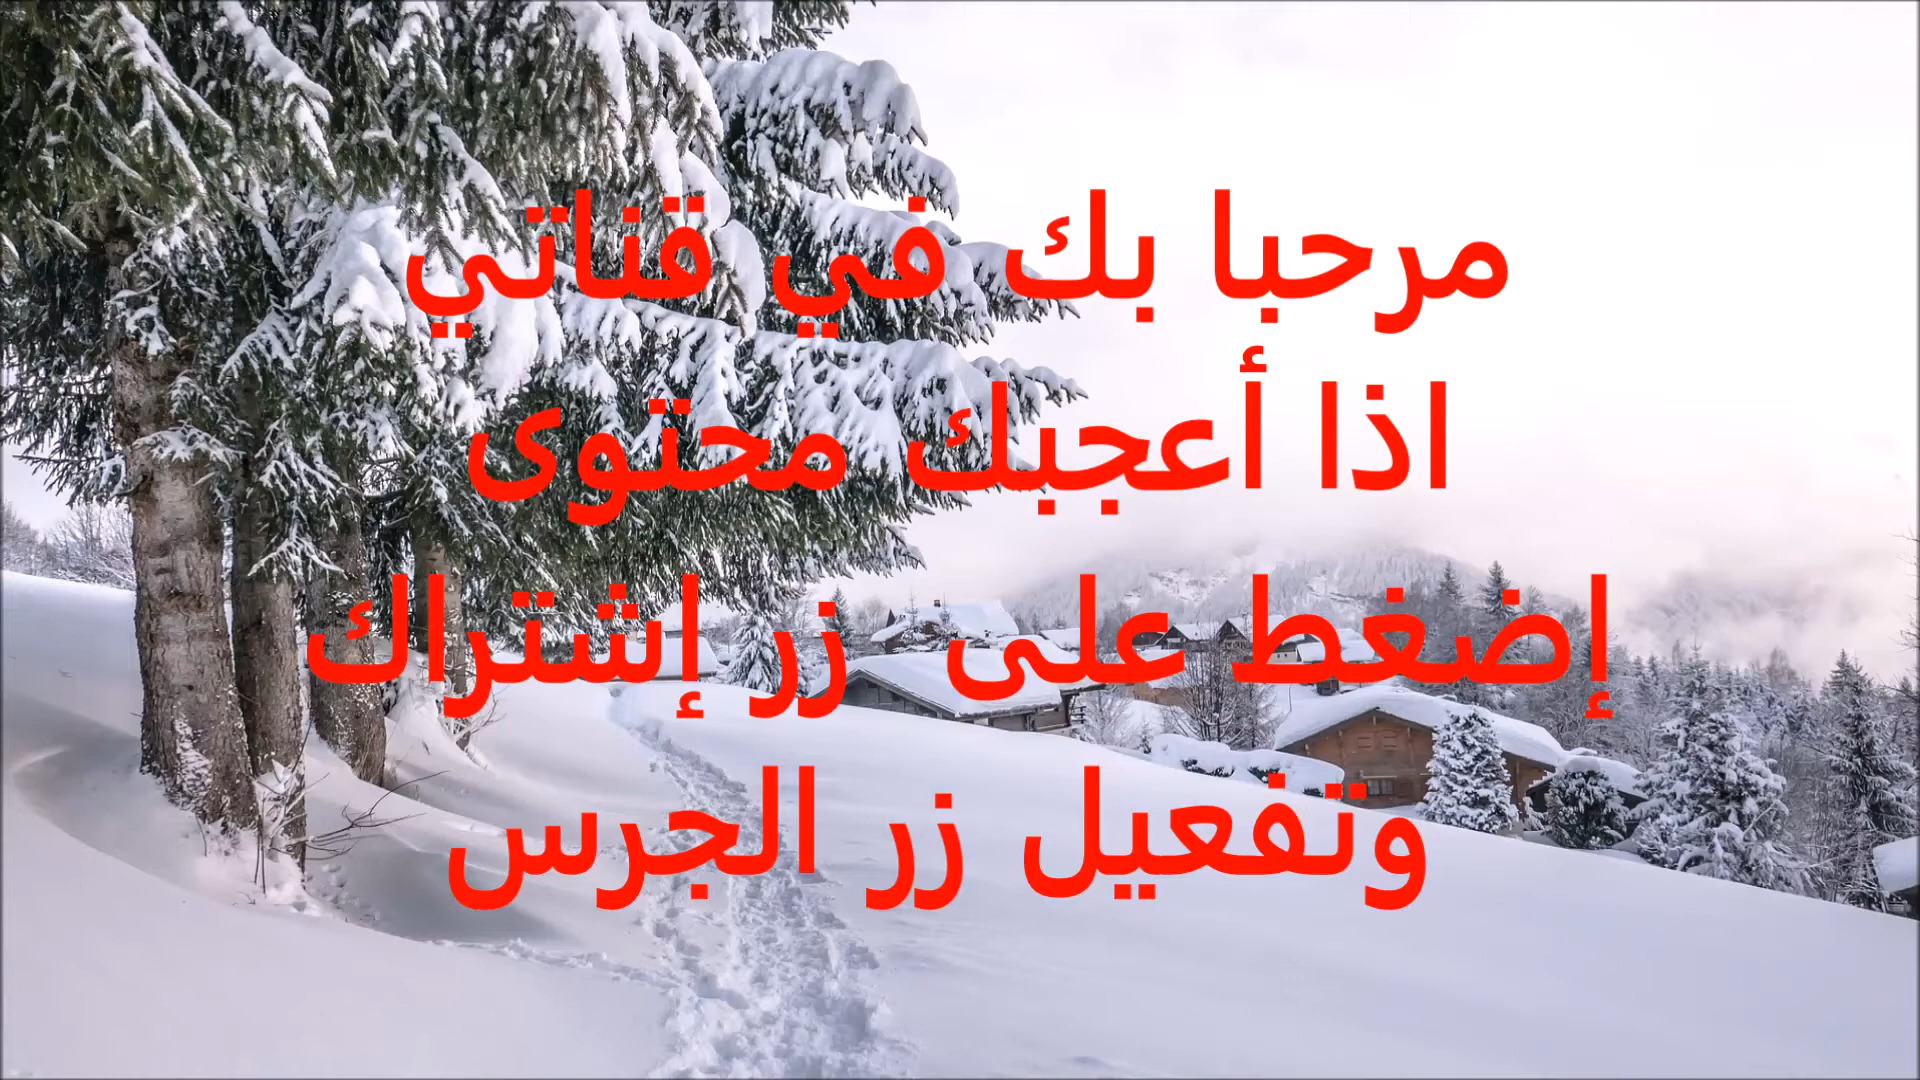 مرحبا بك في قناتي
اذا أعجبك محتوى
إضغط على زر إشتراك
وتفعيل زر الجرس